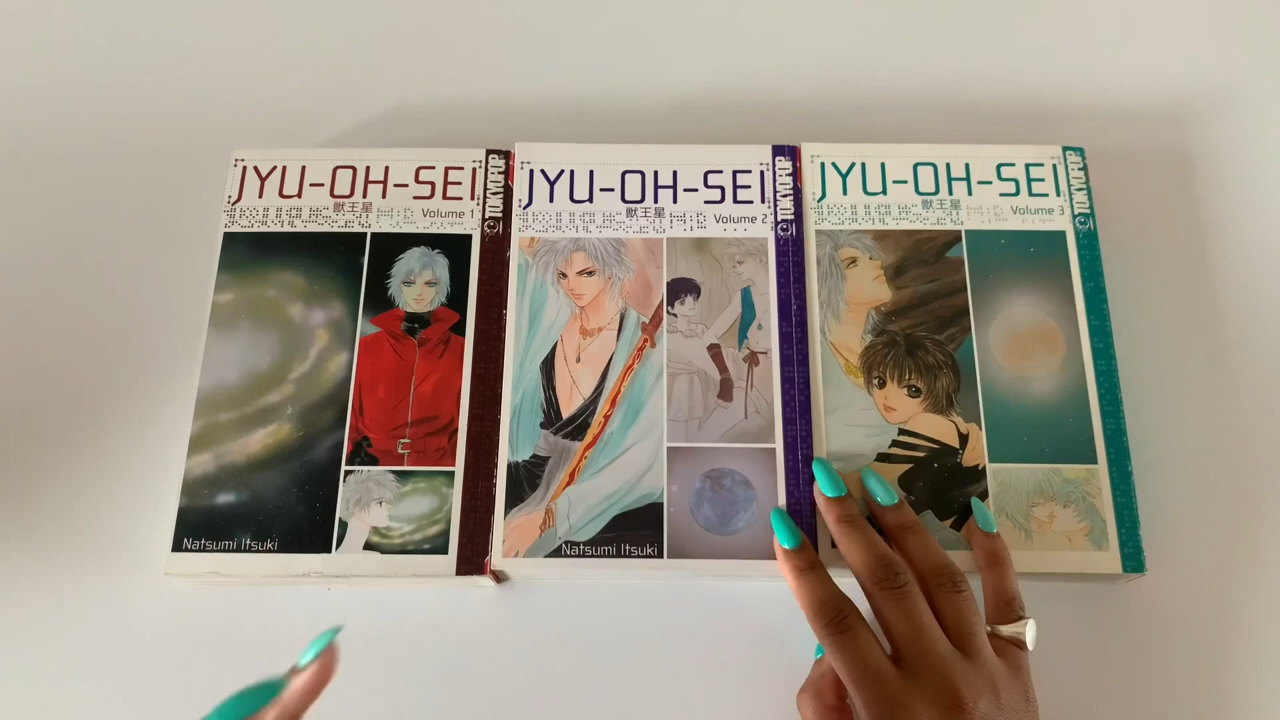 JYU-OH-SEI
獣王星
Volume 1
TOKYOPOP
Natsumi Itsuki
JYU-OH-SEI
獣王星
Volume 2
TOKYOPOP
Natsumi Itsuki
JYU-OH-SEI
獣王星
Volume 3
TOKYOPOP